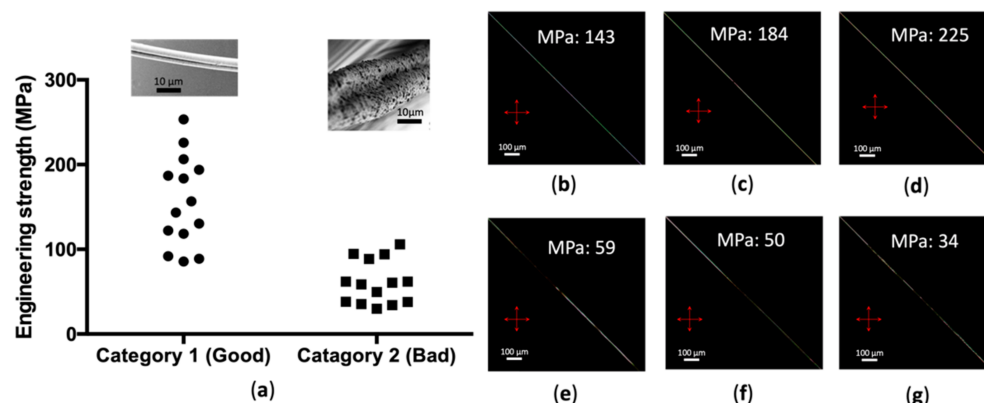 10 µm
10µm
Engineering strength (MPa)
300
200
100
0
Category 1 (Good)
Catagory 2 (Bad)
(a)
MPa: 143
100 µm
(b)
MPa: 184
100 µm
(c)
MPa: 225
100 µm
(d)
MPa: 59
100 µm
(e)
MPa: 50
100 µm
(f)
MPa: 34
100 µm
(g)